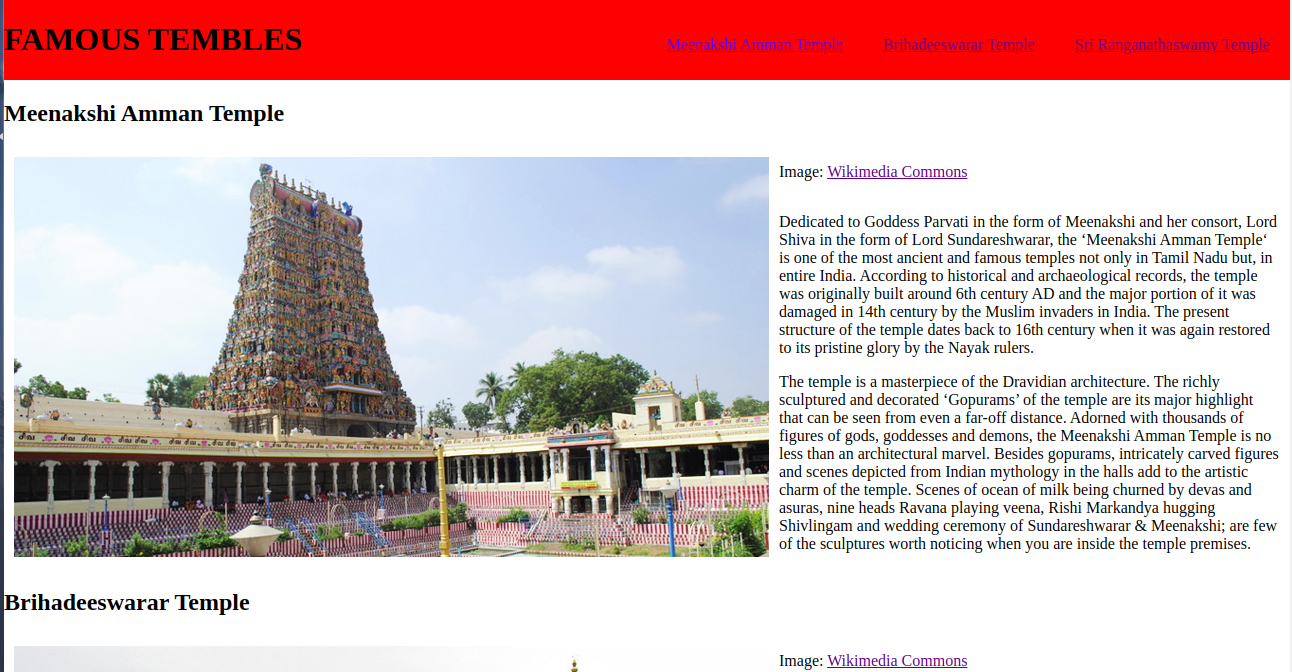 FAMOUS TEMBLES
Meenakshi Amman Temple Brihadeeswarar Temple Sri Ranganathaswamy Temple
Meenakshi Amman Temple
Image: Wikimedia Commons
Dedicated to Goddess Parvati in the form of Meenakshi and her consort, Lord
Shiva in the form of Lord Sundareshwarar, the ‘Meenakshi Amman Temple‘
is one of the most ancient and famous temples not only in Tamil Nadu but, in
entire India. According to historical and archaeological records, the temple
was originally built around 6th century AD and the major portion of it was
damaged in 14th century by the Muslim invaders in India. The present
structure of the temple dates back to 16th century when it was again restored
to its pristine glory by the Nayak rulers.
The temple is a masterpiece of the Dravidian architecture. The richly
sculptured and decorated ‘Gopurams’ of the temple are its major highlight
that can be seen from even a far-off distance. Adorned with thousands of
figures of gods, goddesses and demons, the Meenakshi Amman Temple is no
less than an architectural marvel. Besides gopurams, intricately carved figures
and scenes depicted from Indian mythology in the halls add to the artistic
charm of the temple. Scenes of ocean of milk being churned by devas and
asuras, nine heads Ravana playing veena, Rishi Markandya hugging
Shivlingam and wedding ceremony of Sundareshwarar & Meenakshi; are few
of the sculptures worth noticing when you are inside the temple premises.
சிவ சிவ சிவ சிவ
Brihadeeswarar Temple
Image: Wikimedia Commons